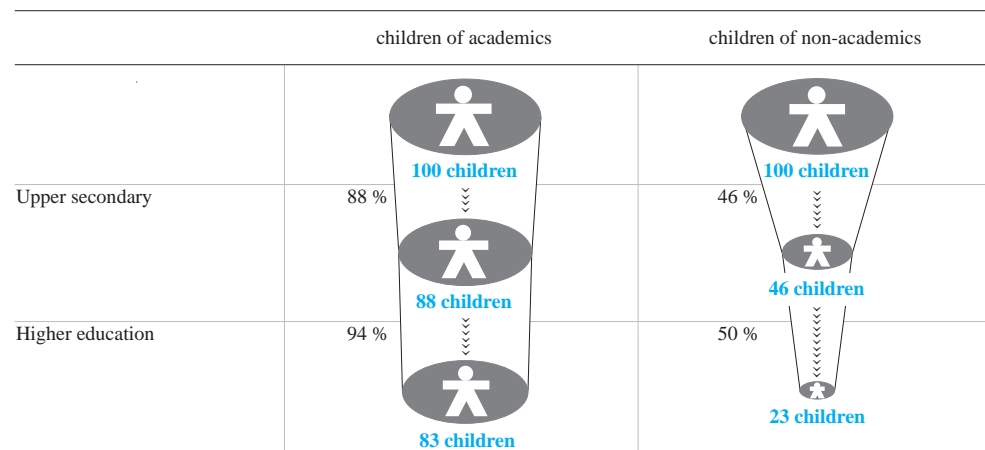 children of academics
children of non-academics
100 children
100 children
Upper secondary
88 %
46 %
88 children
46 children
Higher education
94 %
50 %
83 children
23 children